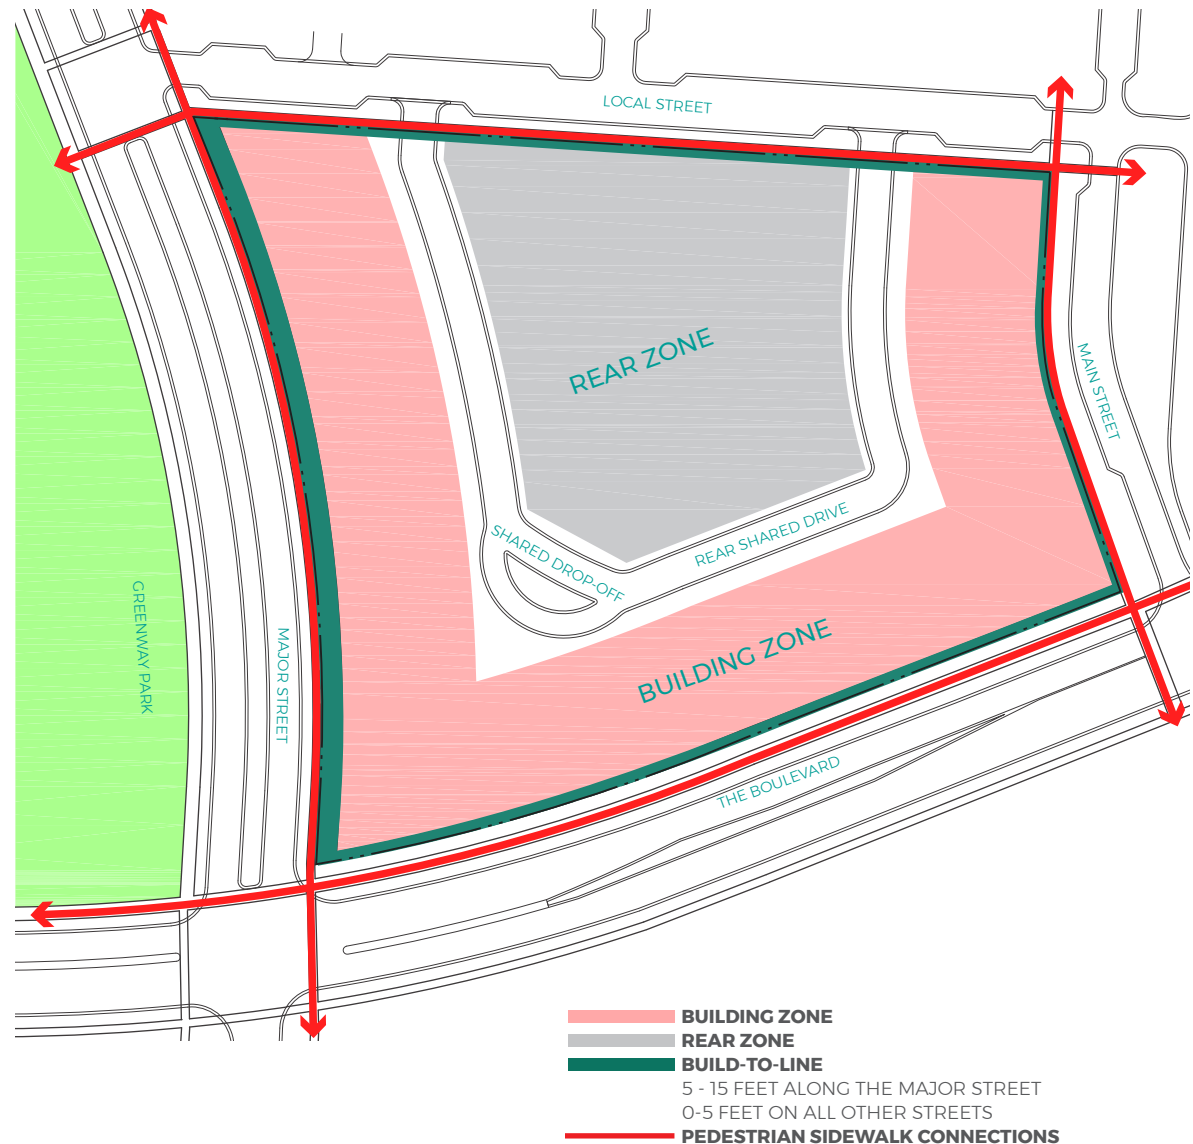 LOCAL STREET
REAR ZONE
MAIN STREET
SHARED DROP-OFF
REAR SHARED DRIVE
GREENWAY PARK
MAJOR STREET
BUILDING ZONE
THE BOULEVARD
BUILDING ZONE
REAR ZONE
BUILD-TO-LINE
5 - 15 FEET ALONG THE MAJOR STREET
0-5 FEET ON ALL OTHER STREETS
PEDESTRIAN SIDEWALK CONNECTIONS